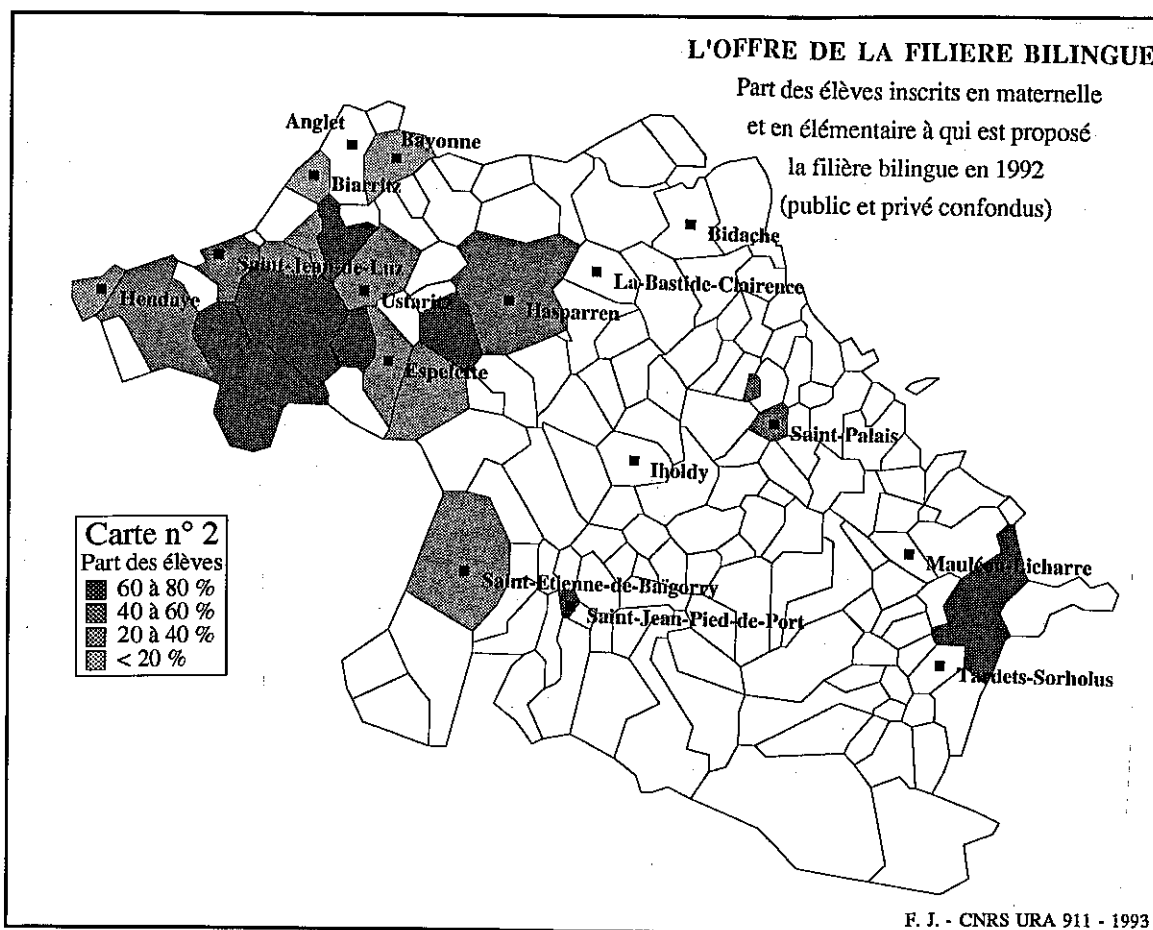 L'OFFRE DE LA FILIERE BILINGUE
Part des élèves inscrits en maternelle
et en élémentaire à qui est proposé
la filière bilingue en 1992
(public et privé confondus)
Anglet
Bayonne
Biarritz
Bidache
Saint-Jean-de-Luz
La-Bastide-Clairence
Hendaye
Ustaritz
Hasparren
Espelette
Saint-Palais
Iholdy
Carte n° 2
Part des élèves
60 à 80 %
40 à 60 %
20 à 40 %
< 20 %
Mauléon-Licharre
Saint-Etienne-de-Baïgorry
Saint-Jean-Pied-de-Port
Tardets-Sorholus
F. J. - CNRS URA 911 - 1993